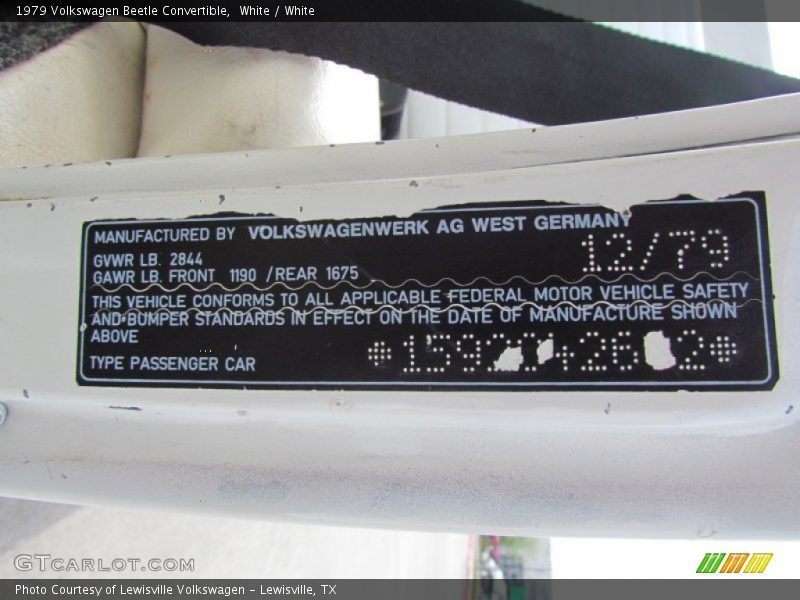 1979 Volkswagen Beetle Convertible,  White / White
MANUFACTURED BY VOLKSWAGENWERK AG WEST GERMANY
12/79
GVWR LB. 2844
GAWR LB. FRONT 1190 /REAR 1675
THIS VEHICLE CONFORMS TO ALL APPLICABLE FEDERAL MOTOR VEHICLE SAFETY
AND BUMPER STANDARDS IN EFFECT ON THE DATE OF MANUFACTURE SHOWN
ABOVE
TYPE PASSENGER CAR
GTCARLOT.COM
Photo Courtesy of Lewisville Volkswagen - Lewisville, TX